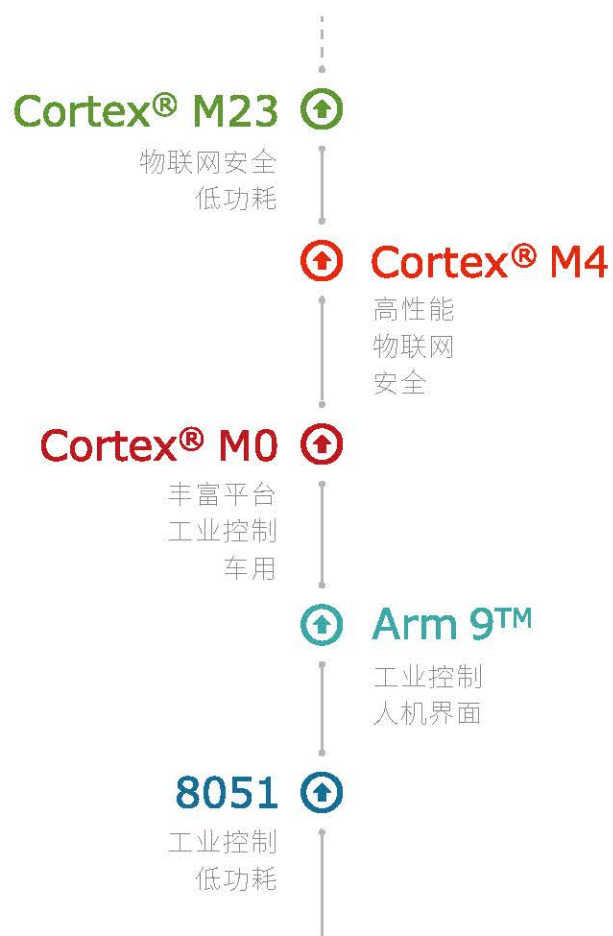 Cortex® M23
物联网安全
低功耗
Cortex® M4
高性能
物联网
安全
Cortex® M0
丰富平台
工业控制
车用
Arm 9™
工业控制
人机界面
8051
工业控制
低功耗